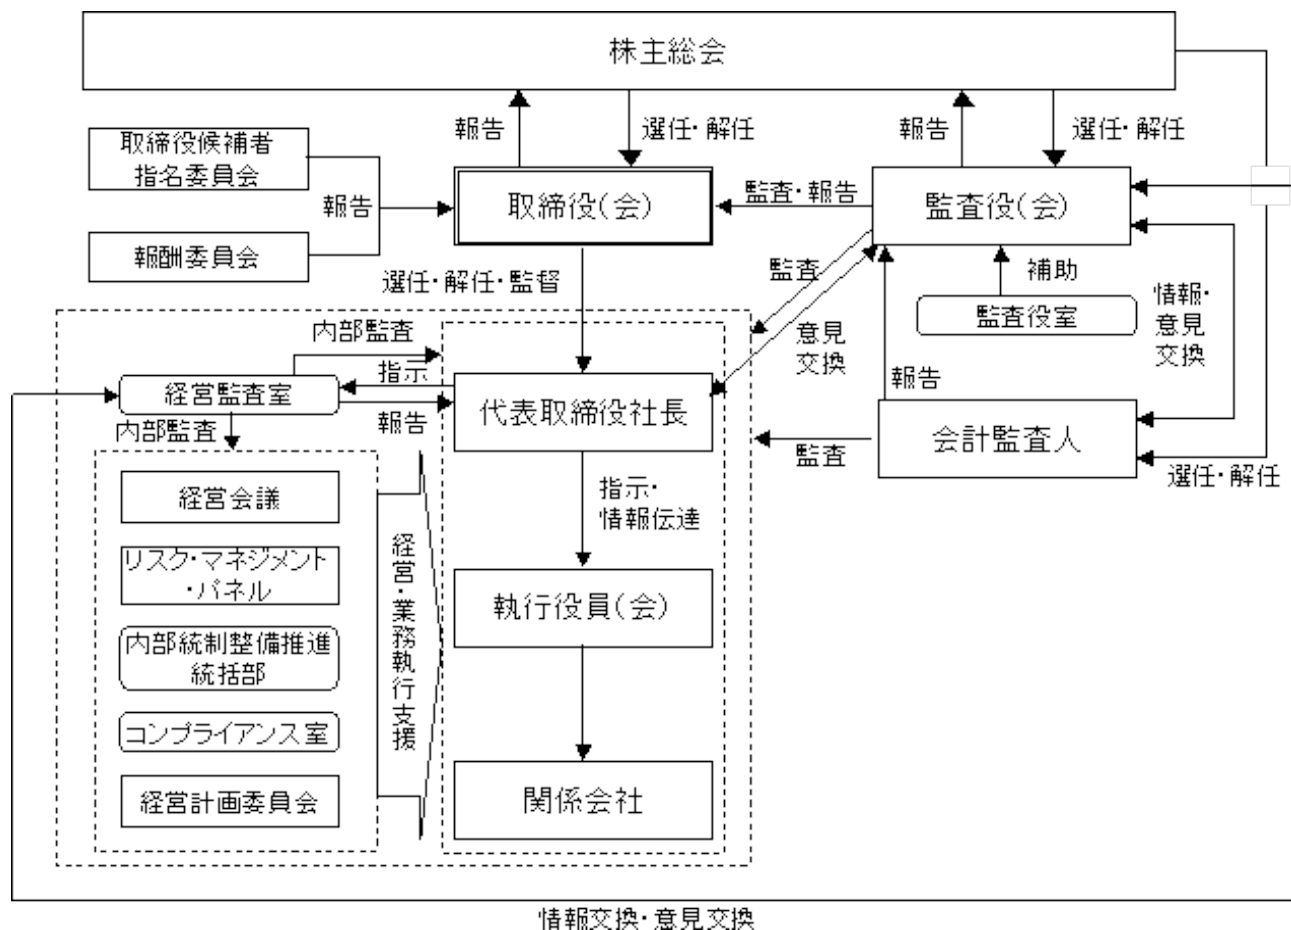 株主総会
報告
選任・解任
報告
選任・解任
取締役候補者
指名委員会
報告
報酬委員会
取締役(会)
監査・報告
監査役(会)
選任・解任・監督
監査
補助
監査役室
情報・
意見
交換
意見
交換
内部監査
指示
経営監査室
報告
内部監査
代表取締役社長
報告
会計監査人
監査
選任・解任
指示・
情報伝達
経営会議
リスク・マネジメント
・パネル
内部統制整備推進
統括部
コンプライアンス室
経営計画委員会
経営・業務執行支援
執行役員(会)
関係会社
情報交換・意見交換